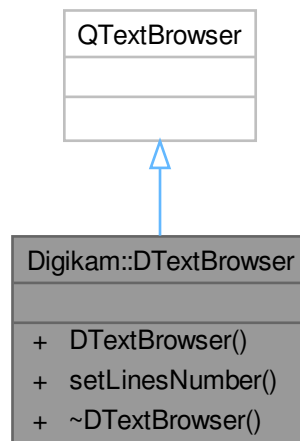 QTextBrowser
Digikam::DTextBrowser
+ DTextBrowser()
+ setLinesNumber()
+ ~DTextBrowser()